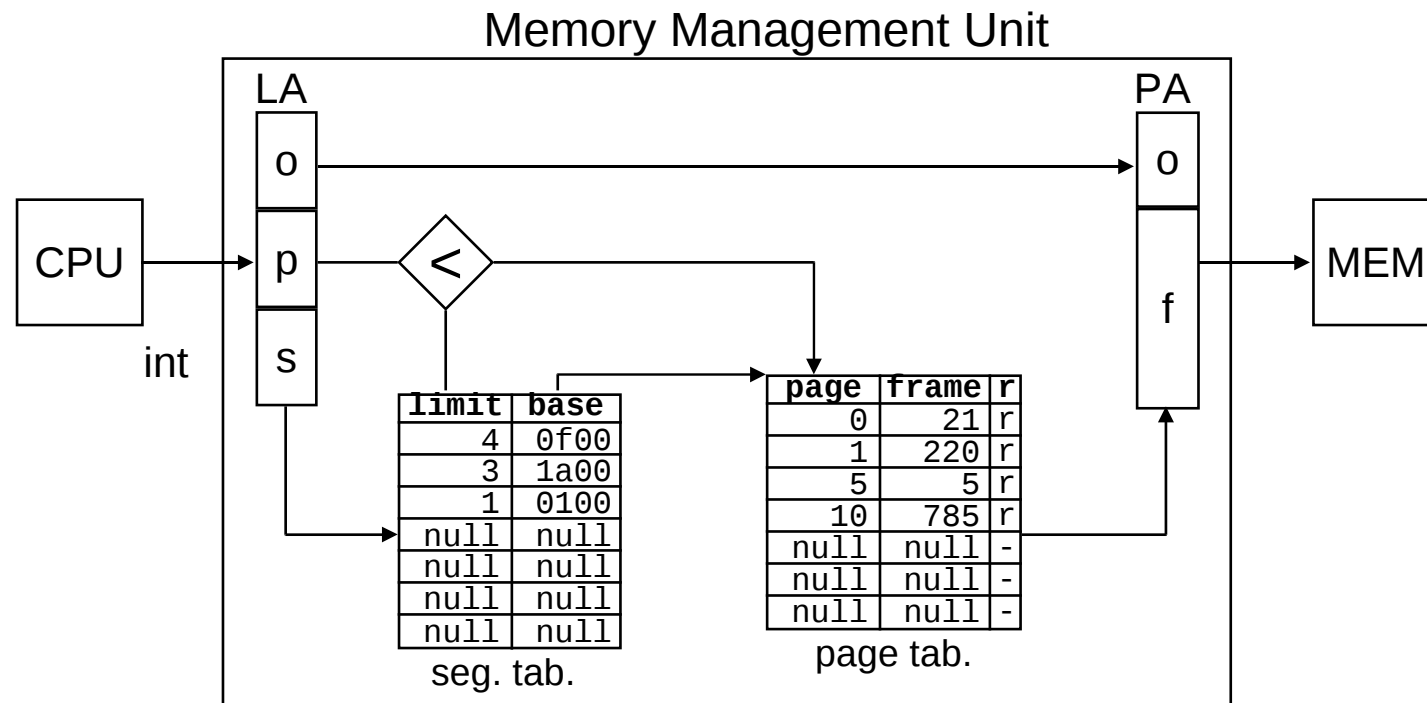 Memory Management Unit
LA
PA
o
o
CPU
p
<
MEM
f
int
s
limit base
4 0f00
3 1a00
1 0100
null null
null null
null null
null null
seg. tab.
page frame r
0 21 r
1 220 r
5 5 r
10 785 r
null null -
null null -
null null -
page tab.